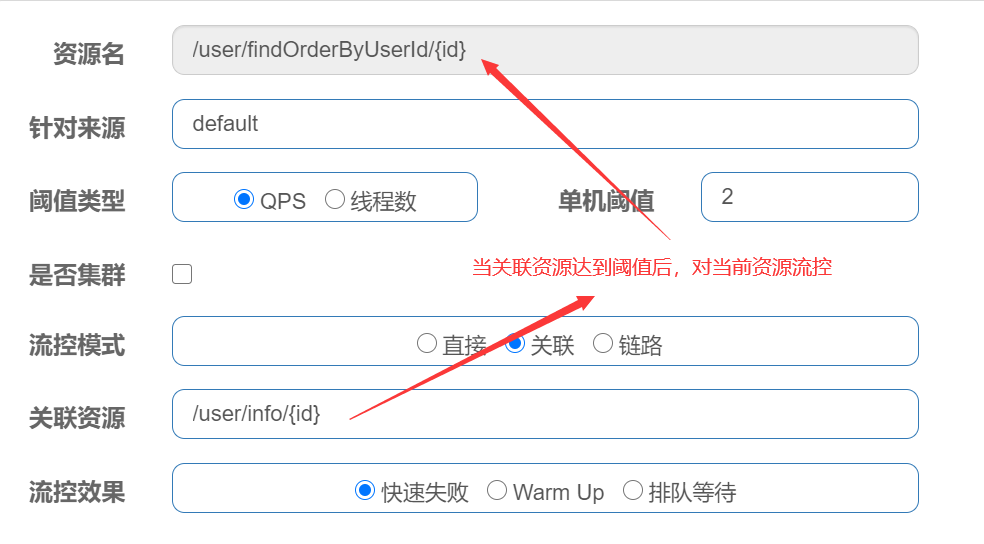 资源名 /user/findOrderByUserId/{id}
针对来源 default
阈值类型 QPS 线程数 单机阈值 2
是否集群
当关联资源达到阈值后，对当前资源流控
流控模式 直接 关联 链路
关联资源 /user/info/{id}
流控效果 快速失败 Warm Up 排队等待